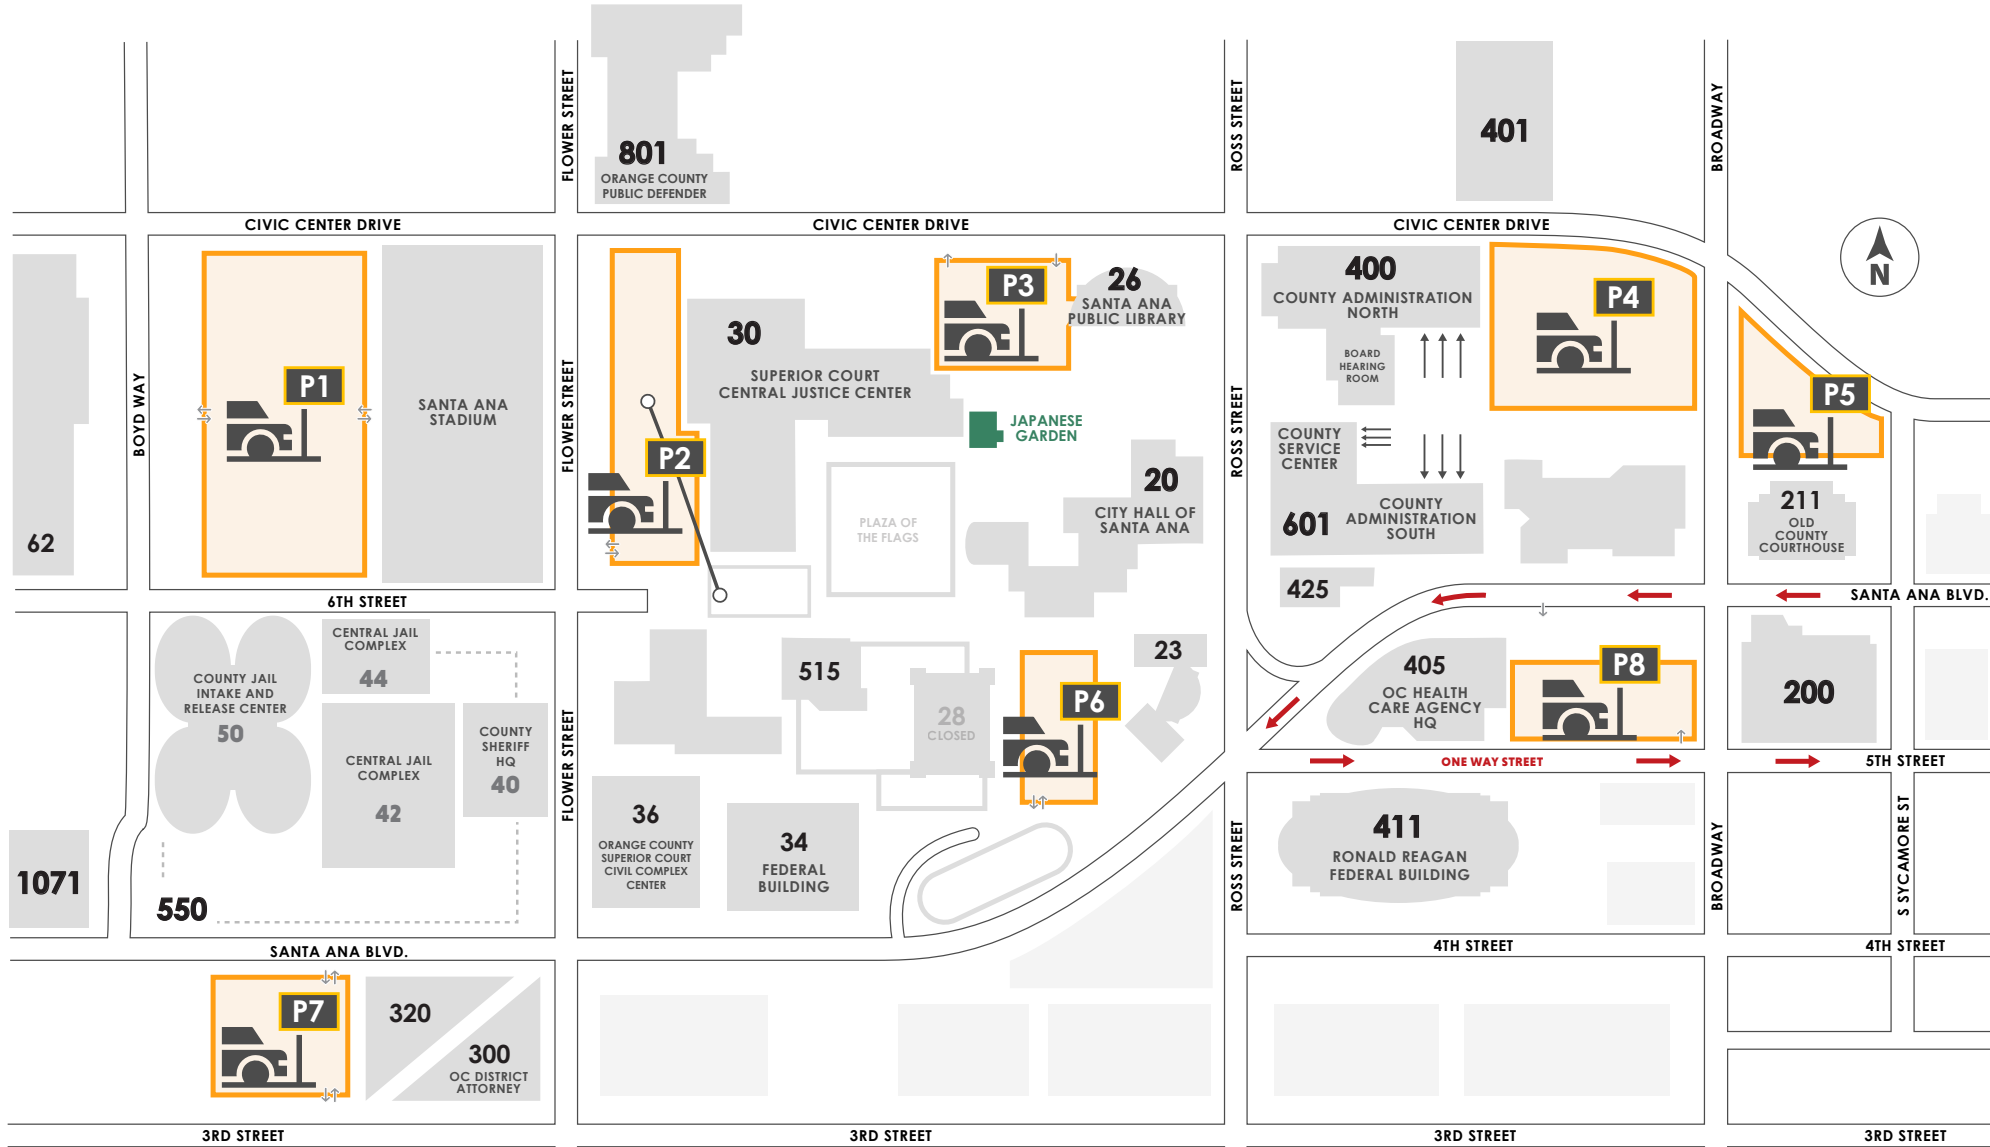 FLOWER STREET
ROSS STREET
BROADWAY
801
ORANGE COUNTY
PUBLIC DEFENDER
401
CIVIC CENTER DRIVE
CIVIC CENTER DRIVE
CIVIC CENTER DRIVE
N
BOYD WAY
62
P1
SANTA ANA
STADIUM
FLOWER STREET
P2
30
SUPERIOR COURT
CENTRAL JUSTICE CENTER
P3
26
SANTA ANA
PUBLIC LIBRARY
JAPANESE
GARDEN
PLAZA OF
THE FLAGS
20
CITY HALL OF
SANTA ANA
ROSS STREET
400
COUNTY ADMINISTRATION
NORTH
BOARD
HEARING
ROOM
P4
P5
COUNTY
SERVICE
CENTER
601
COUNTY
ADMINISTRATION
SOUTH
425
211
OLD
COUNTY
COURTHOUSE
6TH STREET
SANTA ANA BLVD.
COUNTY JAIL
INTAKE AND
RELEASE CENTER
50
CENTRAL JAIL
COMPLEX
44
CENTRAL JAIL
COMPLEX
42
COUNTY
SHERIFF
HQ
40
FLOWER STREET
515
28
CLOSED
P6
23
405
OC HEALTH
CARE AGENCY
HQ
P8
200
ONE WAY STREET
5TH STREET
1071
550
36
ORANGE COUNTY
SUPERIOR COURT
CIVIL COMPLEX
CENTER
34
FEDERAL
BUILDING
ROSS STREET
411
RONALD REAGAN
FEDERAL BUILDING
BROADWAY
S SYCAMORE ST
SANTA ANA BLVD.
4TH STREET
4TH STREET
P7
320
300
OC DISTRICT
ATTORNEY
3RD STREET
3RD STREET
3RD STREET
3RD STREET